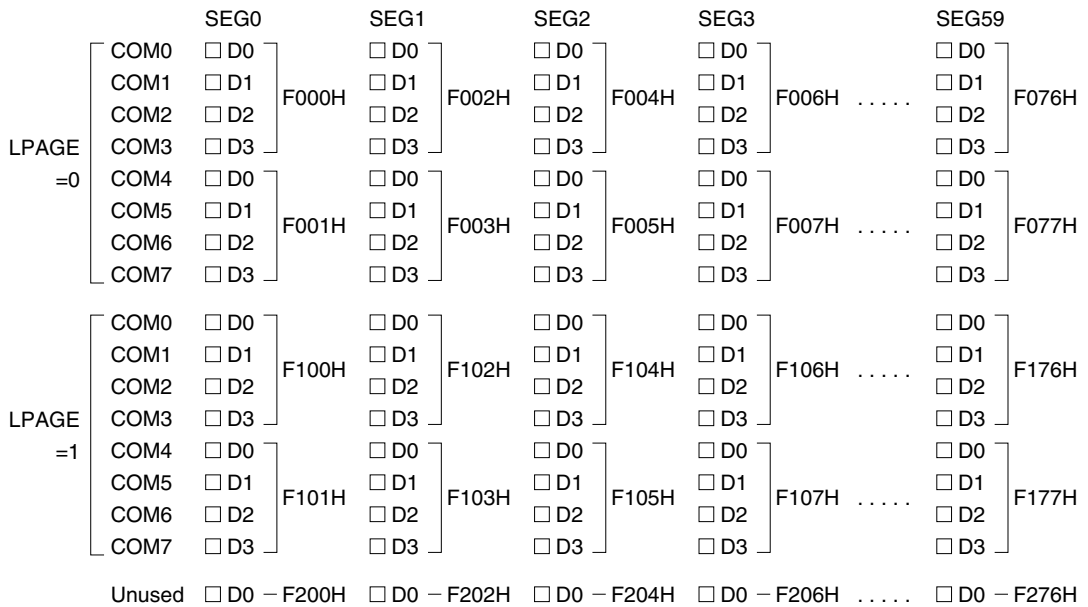 SEG0 SEG1 SEG2 SEG3 SEG59
COM0 □ D0 □ D0 □ D0 □ D0 □ D0
COM1 □ D1 □ D1 □ D1 □ D1 □ D1
F000H F002H F004H F006H ..... F076H
COM2 □ D2 □ D2 □ D2 □ D2 □ D2
LPAGE COM3 □ D3 □ D3 □ D3 □ D3 □ D3
=0 COM4 □ D0 □ D0 □ D0 □ D0 □ D0
COM5 □ D1 □ D1 □ D1 □ D1 □ D1
F001H F003H F005H F007H ..... F077H
COM6 □ D2 □ D2 □ D2 □ D2 □ D2
COM7 □ D3 □ D3 □ D3 □ D3 □ D3
COM0 □ D0 □ D0 □ D0 □ D0 □ D0
COM1 □ D1 □ D1 □ D1 □ D1 □ D1
F100H F102H F104H F106H ..... F176H
COM2 □ D2 □ D2 □ D2 □ D2 □ D2
LPAGE COM3 □ D3 □ D3 □ D3 □ D3 □ D3
=1 COM4 □ D0 □ D0 □ D0 □ D0 □ D0
COM5 □ D1 □ D1 □ D1 □ D1 □ D1
F101H F103H F105H F107H ..... F177H
COM6 □ D2 □ D2 □ D2 □ D2 □ D2
COM7 □ D3 □ D3 □ D3 □ D3 □ D3
Unused □ D0 – F200H □ D0 – F202H □ D0 – F204H □ D0 – F206H ..... □ D0 – F276H